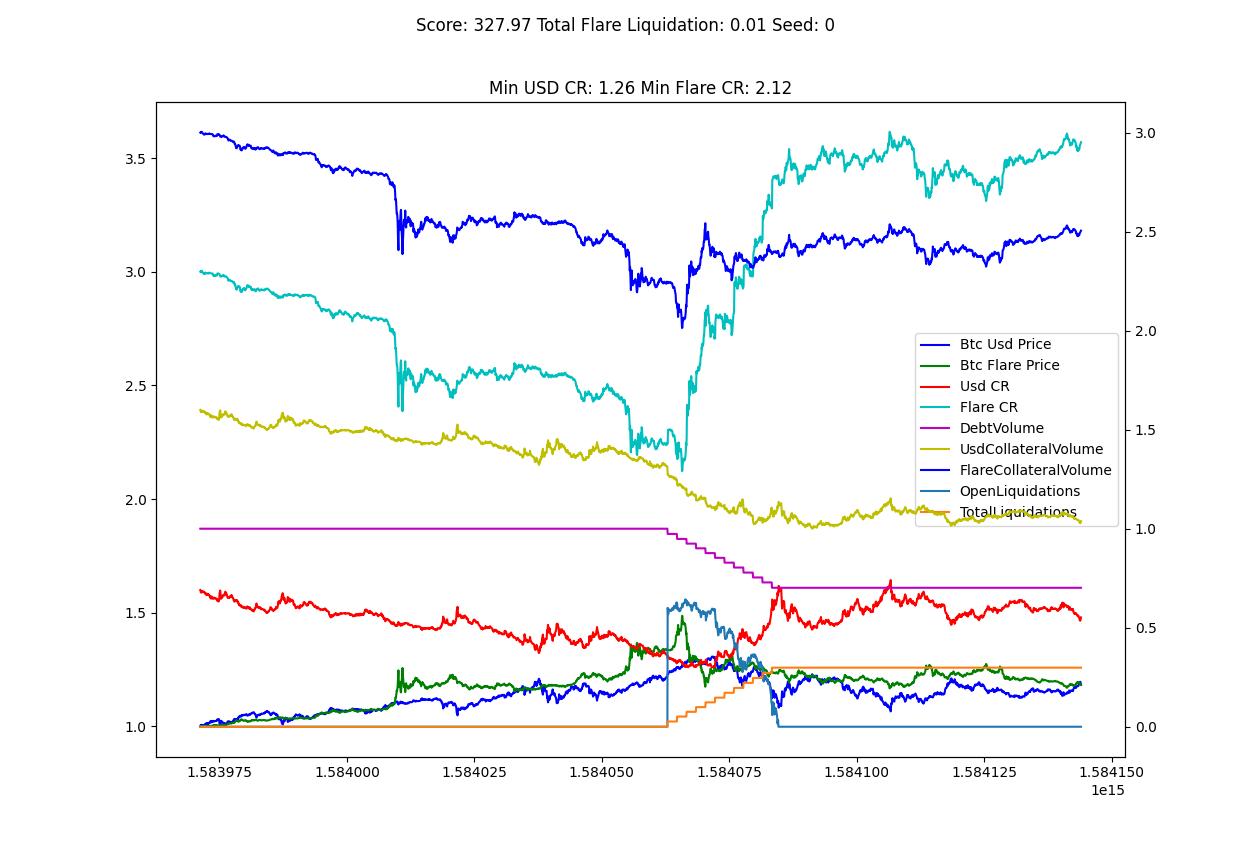 Score: 327.97 Total Flare Liquidation: 0.01 Seed: 0
Min USD CR: 1.26 Min Flare CR: 2.12
3.5
3.0
2.5
2.0
1.5
1.0
3.0
2.5
2.0
1.5
1.0
0.5
0.0
Btc Usd Price
Btc Flare Price
Usd CR
Flare CR
DebtVolume
UsdCollateralVolume
FlareCollateralVolume
OpenLiquidations
TotalLiquidations
1.583975 1.584000 1.584025 1.584050 1.584075 1.584100 1.584125 1.584150
1e15